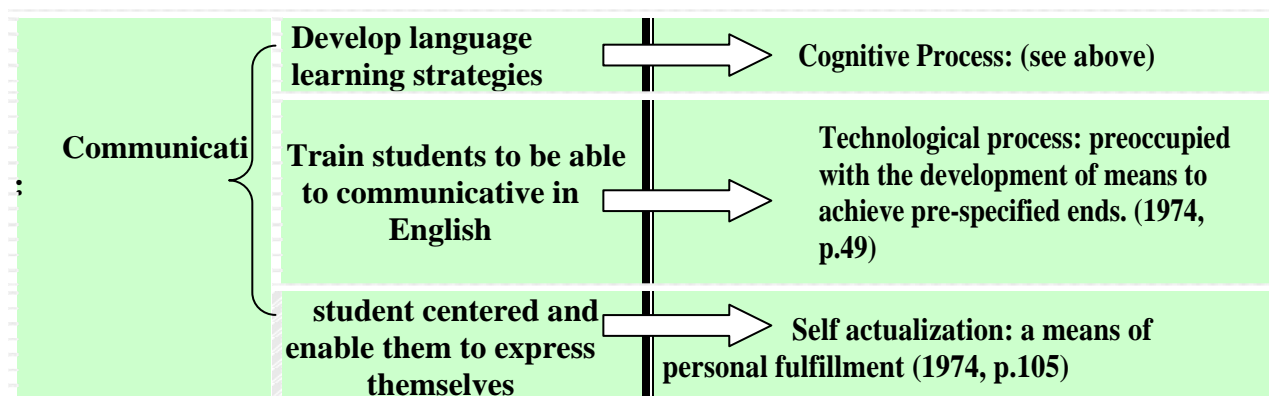 Develop language
learning strategies
Cognitive Process: (see above)
Communicati
Train students to be able
to communicative in
English
Technological process: preoccupied
with the development of means to
achieve pre-specified ends. (1974,
p.49)
student centered and
enable them to express
themselves
Self actualization: a means of
personal fulfillment (1974, p.105)